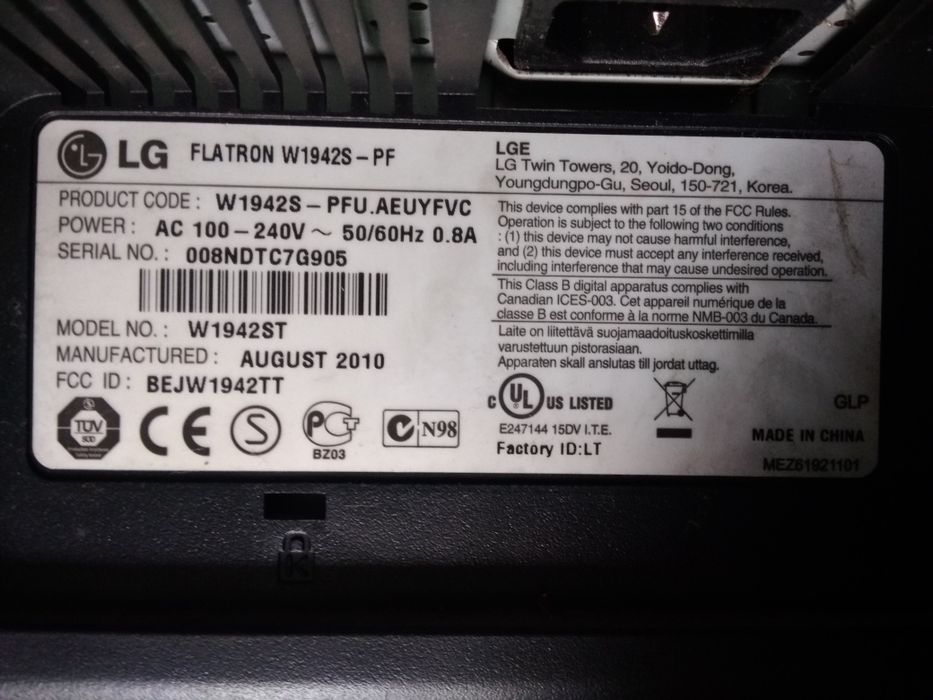 LG FLATRON W1942S-PF
PRODUCT CODE : W1942S-PFU.AEUYFVC
POWER : AC 100-240V ~ 50/60Hz 0.8A
SERIAL NO. : 008NDTC7G905
MODEL NO. : W1942ST
MANUFACTURED : AUGUST 2010
FCC ID : BEJW1942TT
TÜV
SÜD
CE
S
PCT
BZ03
N98
LGE
LG Twin Towers, 20, Yoido-Dong,
Youngdungpo-Gu, Seoul, 150-721, Korea.
This device complies with part 15 of the FCC Rules.
Operation is subject to the following two conditions
: (1) this device may not cause harmful interference,
and (2) this device must accept any interference received,
including interference that may cause undesired operation.
This Class B digital apparatus complies with
Canadian ICES-003. Cet appareil numérique de la
classe B est conforme à la norme NMB-003 du Canada.
Laite on liitettävä suojamaadoituskoskettimilla
varustettuun pistorasiaan.
Apparaten skall anslutas till jordat uttag.
C UL US LISTED
E247144 15DV I.T.E.
Factory ID:LT
GLP
MADE IN CHINA
MEZ61921101
K